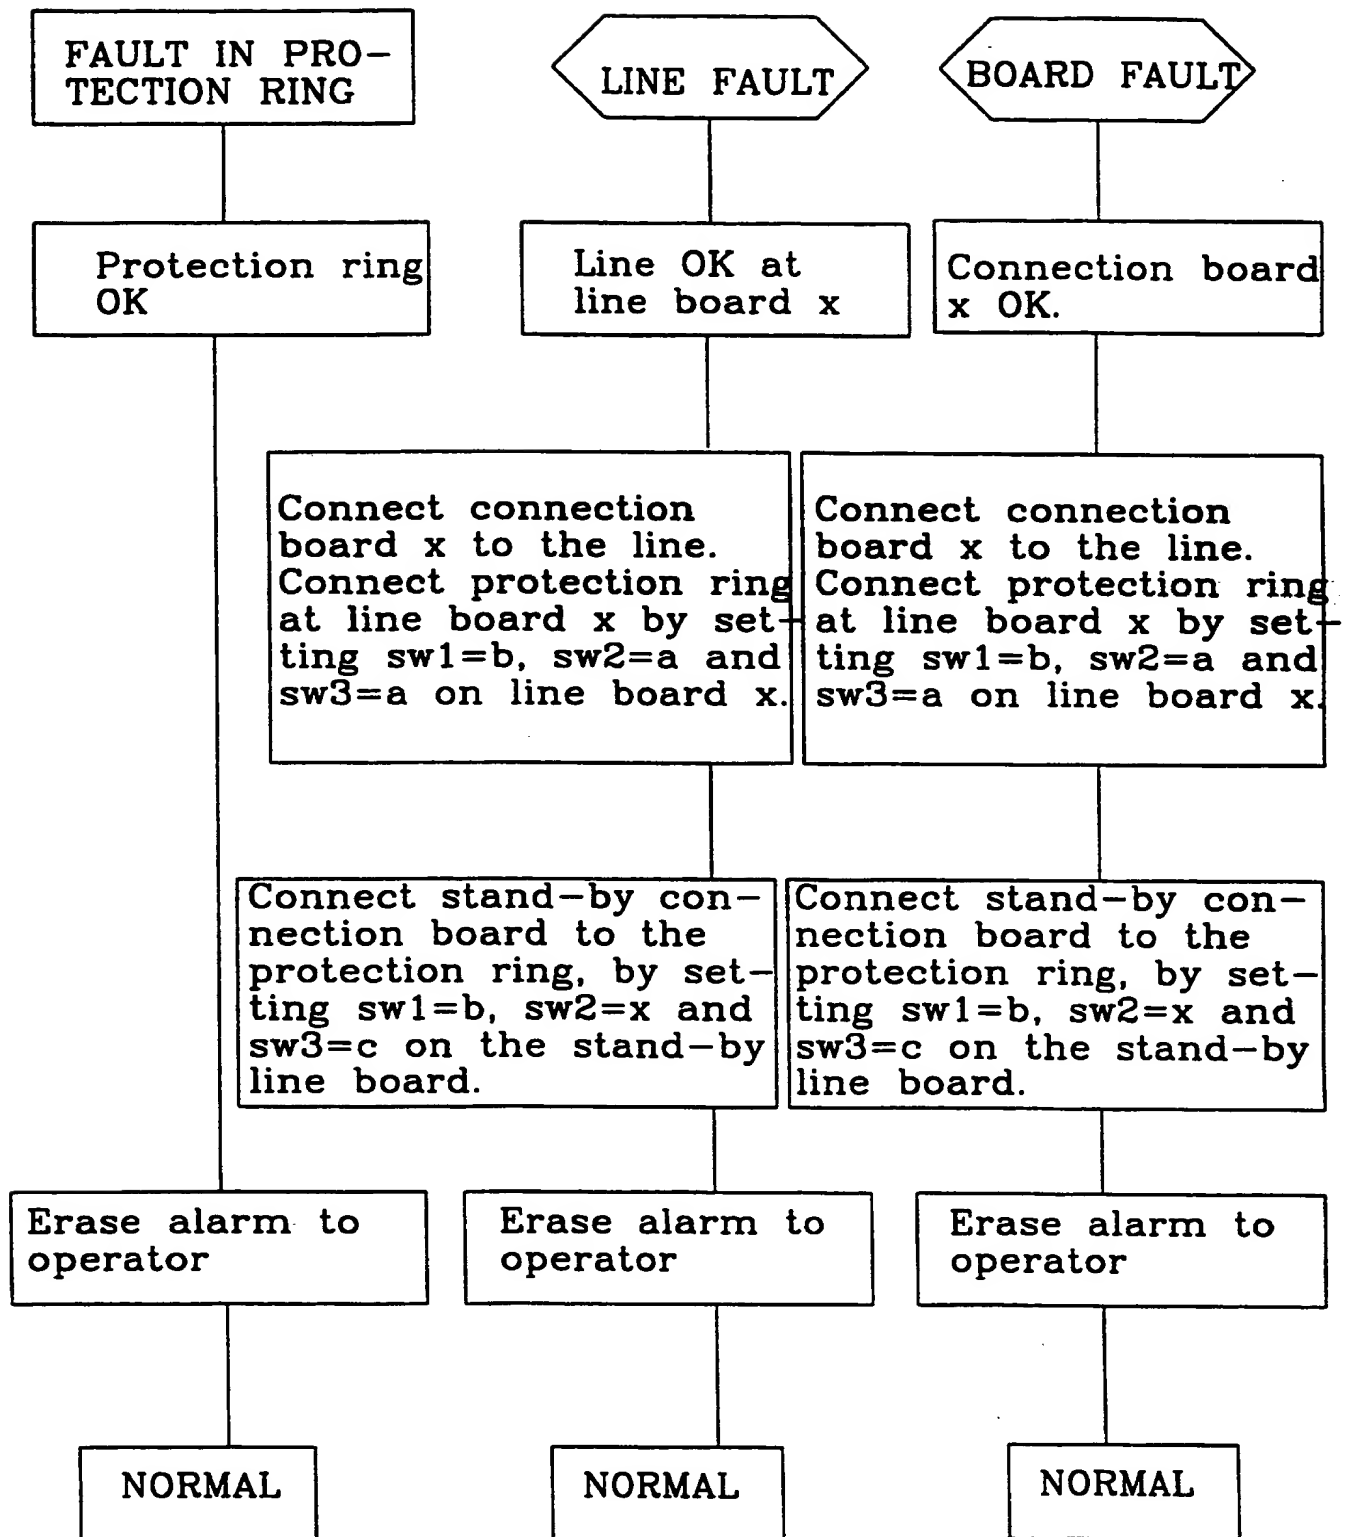 FAULT IN PRO-
TECTION RING
LINE FAULT
BOARD FAULT
Protection ring
OK
Line OK at
line board x
Connection board
x OK.
Connect connection
board x to the line.
Connect protection ring
at line board x by set-
ting sw1=b, sw2=a and
sw3=a on line board x.
Connect connection
board x to the line.
Connect protection ring
at line board x by set-
ting sw1=b, sw2=a and
sw3=a on line board x.
Connect stand-by con-
nection board to the
protection ring, by set-
ting sw1=b, sw2=x and
sw3=c on the stand-by
line board.
Connect stand-by con-
nection board to the
protection ring, by set-
ting sw1=b, sw2=x and
sw3=c on the stand-by
line board.
Erase alarm to
operator
Erase alarm to
operator
Erase alarm to
operator
NORMAL
NORMAL
NORMAL